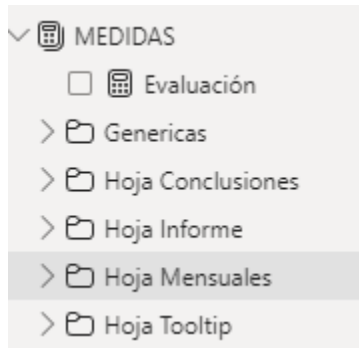 MEDIDAS
Evaluación
Genericas
Hoja Conclusiones
Hoja Informe
Hoja Mensuales
Hoja Tooltip